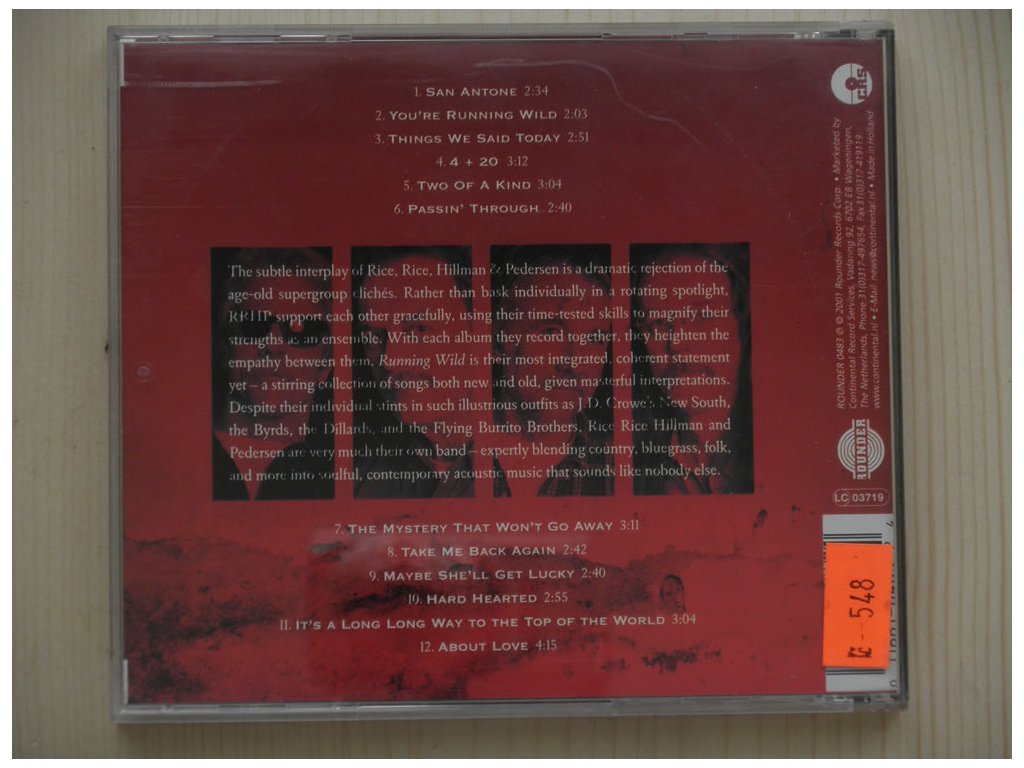 1. SAN ANTONE 2:34
2. YOU'RE RUNNING WILD 2:03
3. THINGS WE SAID TODAY 2:51
4. 4 + 20 3:12
5. TWO OF A KIND 3:04
6. PASSIN' THROUGH 2:40
The subtle interplay of Rice, Rice, Hillman & Pedersen is a dramatic rejection of the
age-old supergroup clichés. Rather than bask individually in a rotating spotlight,
RRHP support each other gracefully, using their time-tested skills to magnify their
strengths as an ensemble. With each album they record together, they heighten the
empathy between them. Running Wild is their most integrated, coherent statement
yet – a stirring collection of songs both new and old, given masterful interpretations.
Despite their individual stints in such illustrious outfits as J.D. Crowe's New South,
the Byrds, the Dillards, and the Flying Burrito Brothers, Rice Rice Hillman and
Pedersen are very much their own band – expertly blending country, bluegrass, folk,
and more into soulful, contemporary acoustic music that sounds like nobody else.
7. THE MYSTERY THAT WON'T GO AWAY 3:11
8. TAKE ME BACK AGAIN 2:42
9. MAYBE SHE'LL GET LUCKY 2:40
10. HARD HEARTED 2:55
11. IT'S A LONG LONG WAY TO THE TOP OF THE WORLD 3:04
12. ABOUT LOVE 4:15
CRS
ROUNDER 0483 ℗ © 2001 Rounder Records Corp. • Marketed by
Continental Record Services, Vadaring 92, 6702 EB Wageningen,
The Netherlands, Phone 31(0)317-497654, Fax 31(0)317-419119
www.continental.nl • E-Mail news@continental.nl • Made in Holland
ROUNDER
LC 03719
Kč -- 548